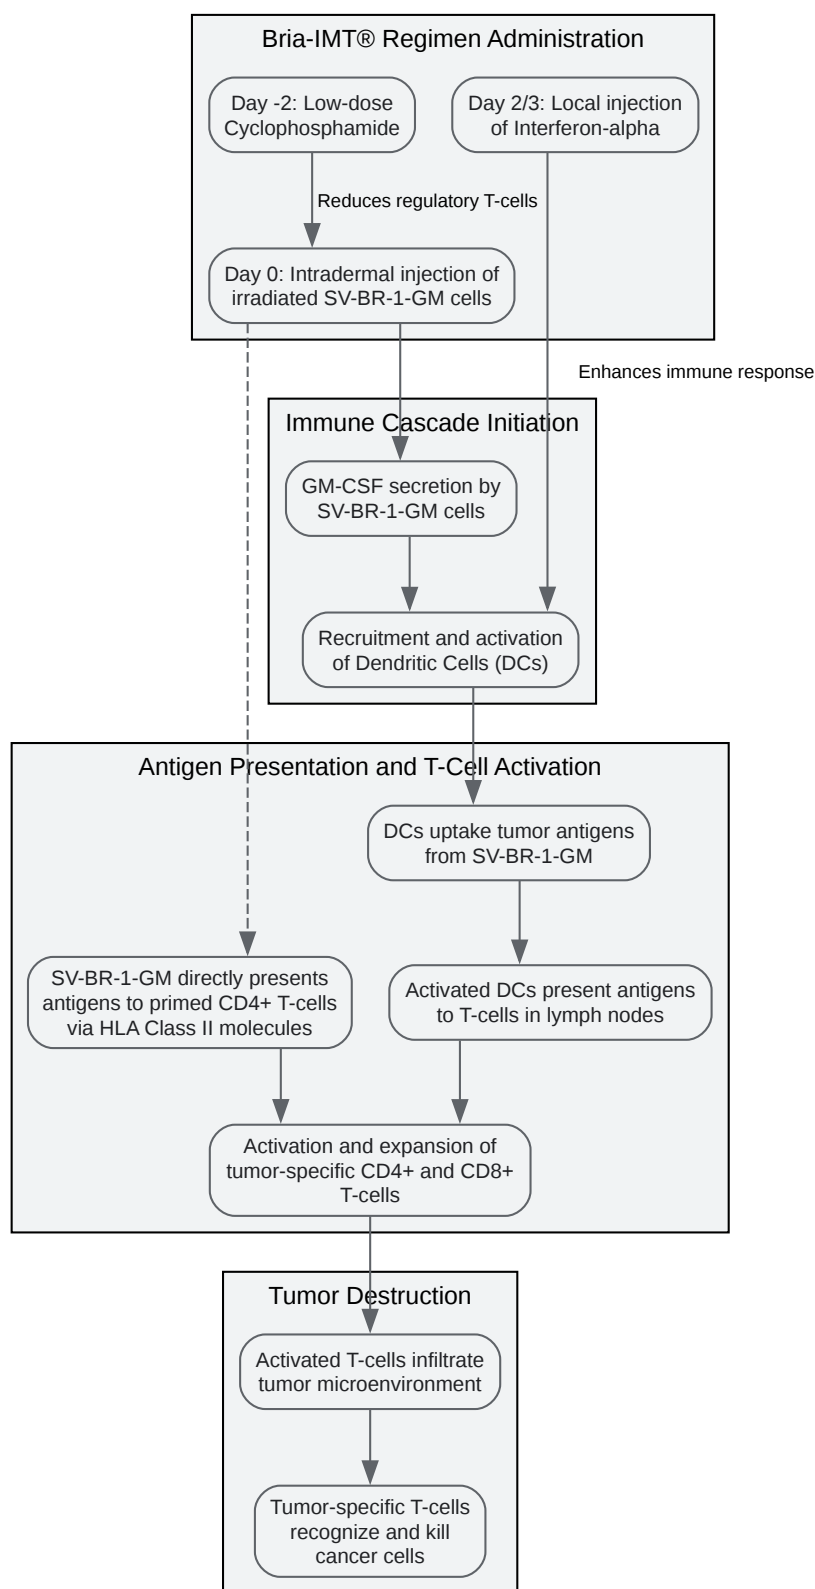 Bria-IMT® Regimen Administration
Day -2: Low-dose
Cyclophosphamide
Day 2/3: Local injection
of Interferon-alpha
Reduces regulatory T-cells
Day 0: Intradermal injection of
irradiated SV-BR-1-GM cells
Enhances immune response
Immune Cascade Initiation
GM-CSF secretion by
SV-BR-1-GM cells
Recruitment and activation
of Dendritic Cells (DCs)
Antigen Presentation and T-Cell Activation
DCs uptake tumor antigens
from SV-BR-1-GM
SV-BR-1-GM directly presents
antigens to primed CD4+ T-cells
via HLA Class II molecules
Activated DCs present antigens
to T-cells in lymph nodes
Activation and expansion of
tumor-specific CD4+ and CD8+
T-cells
Tumor Destruction
Activated T-cells infiltrate
tumor microenvironment
Tumor-specific T-cells
recognize and kill
cancer cells